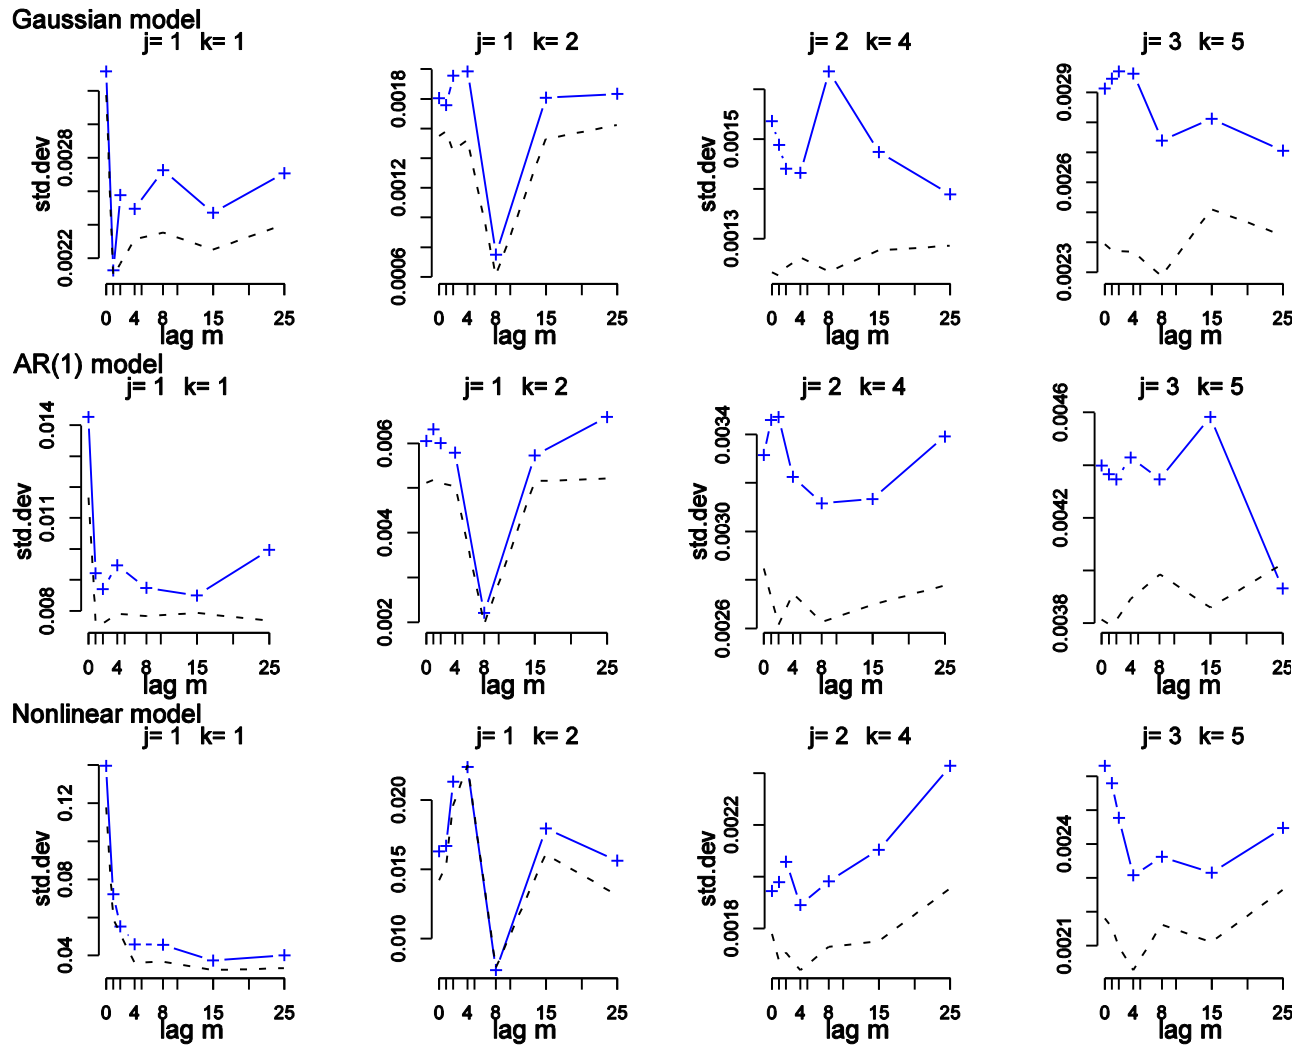 Gaussian model
j= 1 k= 1
j= 1 k= 2
j= 2 k= 4
j= 3 k= 5
std.dev
0.0022 0.0028
0 4 8 15 25
lag m
0.0006 0.0012 0.0018
0 4 8 15 25
lag m
std.dev
0.0013 0.0015
0 4 8 15 25
lag m
0.0023 0.0026 0.0029
0 4 8 15 25
lag m
AR(1) model
j= 1 k= 1
j= 1 k= 2
j= 2 k= 4
j= 3 k= 5
std.dev
0.008 0.011 0.014
0 4 8 15 25
lag m
0.002 0.004 0.006
0 4 8 15 25
lag m
std.dev
0.0026 0.0030 0.0034
0 4 8 15 25
lag m
0.0038 0.0042 0.0046
0 4 8 15 25
lag m
Nonlinear model
j= 1 k= 1
j= 1 k= 2
j= 2 k= 4
j= 3 k= 5
std.dev
0.04 0.08 0.12
0 4 8 15 25
lag m
0.010 0.015 0.020
0 4 8 15 25
lag m
std.dev
0.0018 0.0022
0 4 8 15 25
lag m
0.0021 0.0024
0 4 8 15 25
lag m